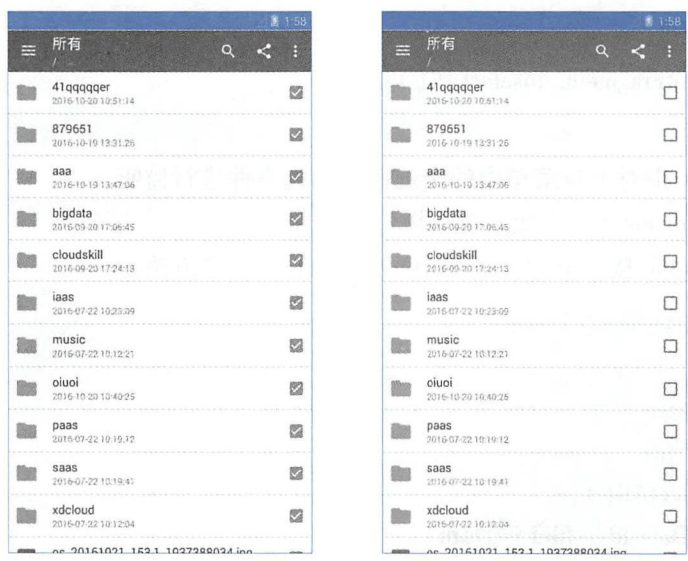 1:58
所有
/
41qqqqqer
2016-10-20 10:51:14
879651
2016-10-19 13:31:26
aaa
2016-10-19 13:47:06
bigdata
2016-09-20 17:06:45
cloudskill
2016-09-20 17:24:13
iaas
2016-07-22 10:23:09
music
2016-07-22 10:12:21
oiuoi
2016-10-20 10:40:25
paas
2016-07-22 10:19:12
saas
2016-07-22 10:19:41
xdcloud
2016-07-22 10:12:04
os_20161021_153 1_1937388034.jpg
1:58
所有
/
41qqqqqer
2016-10-20 10:51:14
879651
2016-10-19 13:31:26
aaa
2016-10-19 13:47:06
bigdata
2016-09-20 17:06:45
cloudskill
2016-09-20 17:24:13
iaas
2016-07-22 10:23:09
music
2016-07-22 10:12:21
oiuoi
2016-10-20 10:40:25
paas
2016-07-22 10:19:12
saas
2016-07-22 10:19:41
xdcloud
2016-07-22 10:12:04
os_20161021_153 1_1937388034.jpg